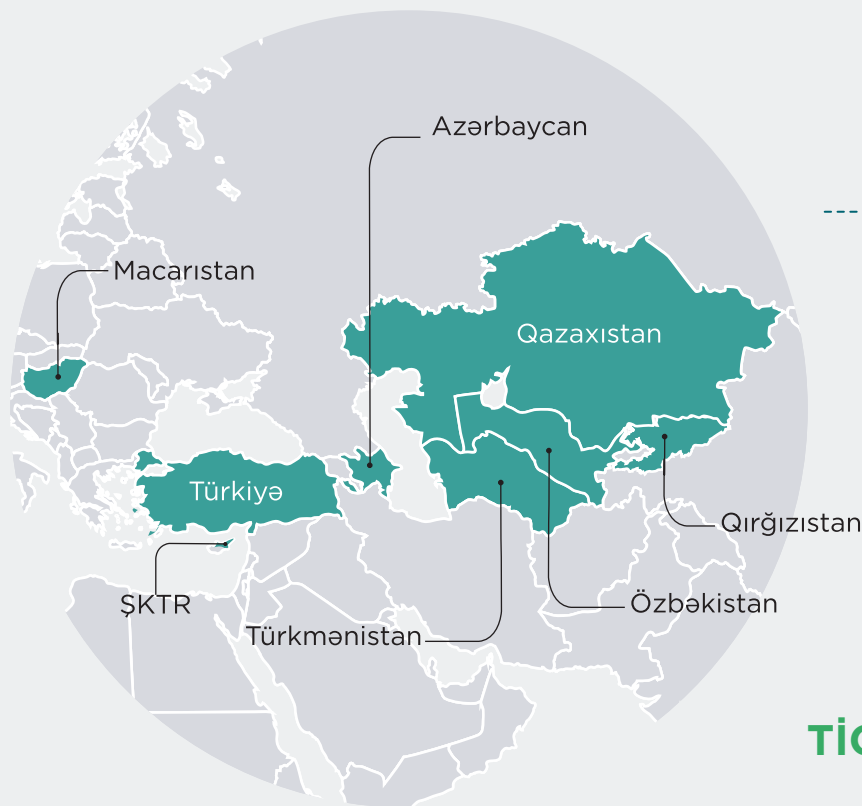 Azərbaycan
Macarıstan
Qazaxıstan
Türkiyə
Qırğızıstan
ŞKTR
Özbəkistan
Türkmənistan